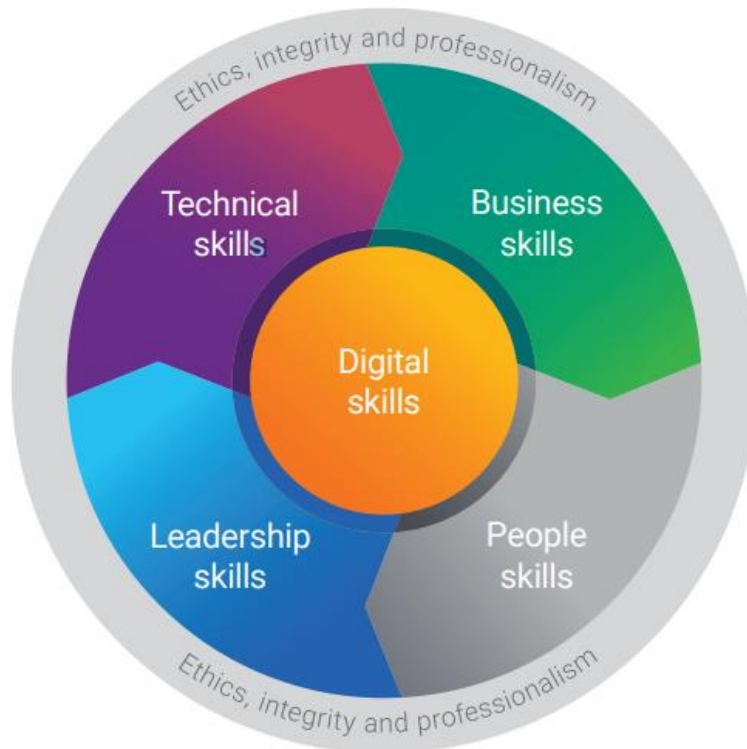 Ethics, integrity and professionalism
Technical
skills
Business
skills
Digital
skills
Leadership
skills
People
skills
Ethics, integrity and professionalism